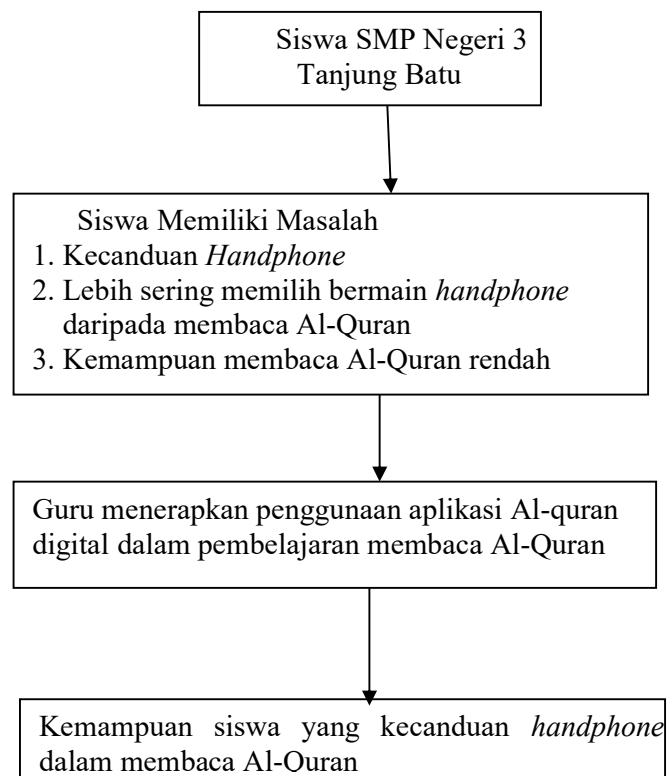 Siswa SMP Negeri 3
Tanjung Batu
Siswa Memiliki Masalah
1. Kecanduan Handphone
2. Lebih sering memilih bermain handphone
daripada membaca Al-Quran
3. Kemampuan membaca Al-Quran rendah
Guru menerapkan penggunaan aplikasi Al-quran
digital dalam pembelajaran membaca Al-Quran
Kemampuan siswa yang kecanduan handphone
dalam membaca Al-Quran